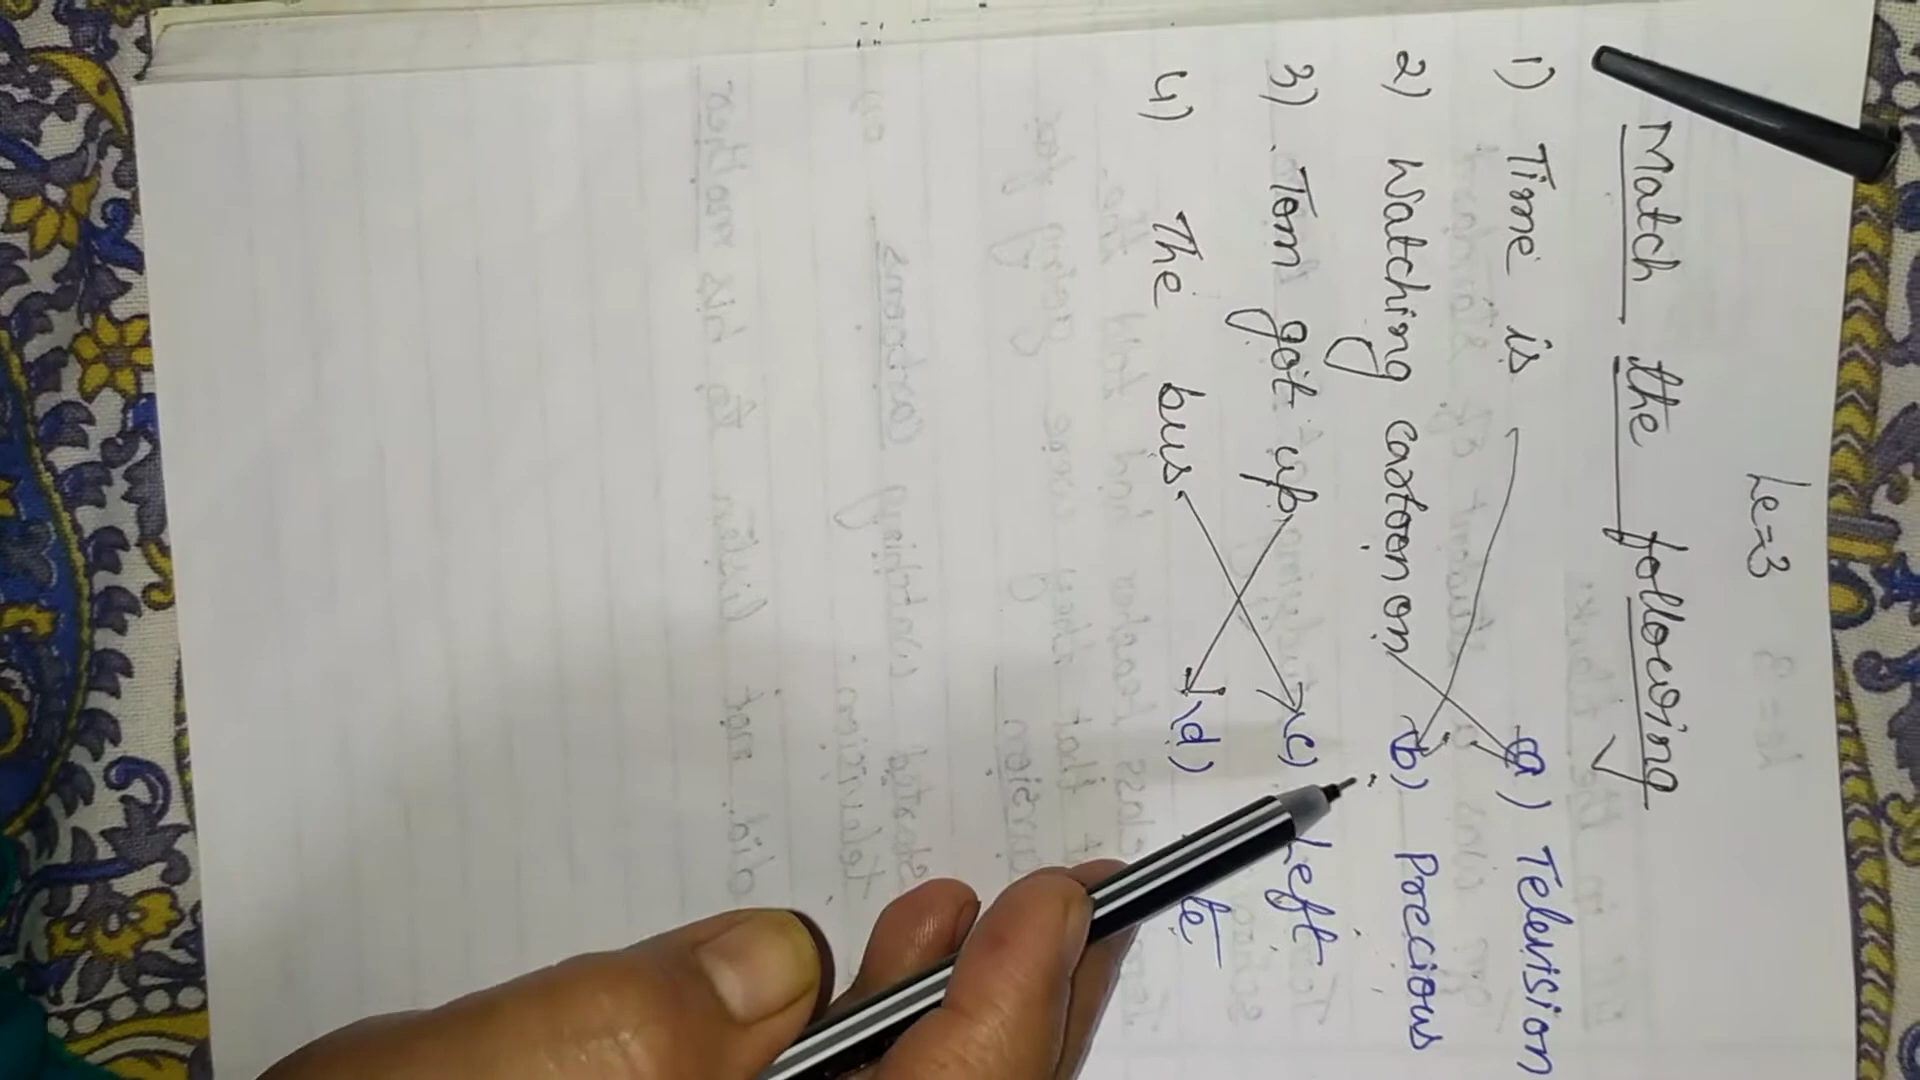 Le-3
Match the following
1) Time is a) Television
2) Watching cartoon on b) Precious
3) Tom got up c) Left
4) The bus. d)